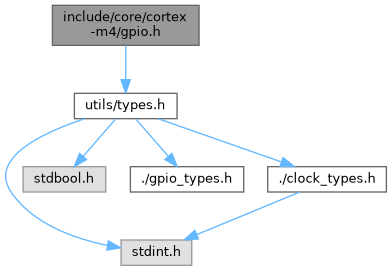 include/core/cortex
-m4/gpio.h
utils/types.h
stdbool.h
./gpio_types.h
./clock_types.h
stdint.h